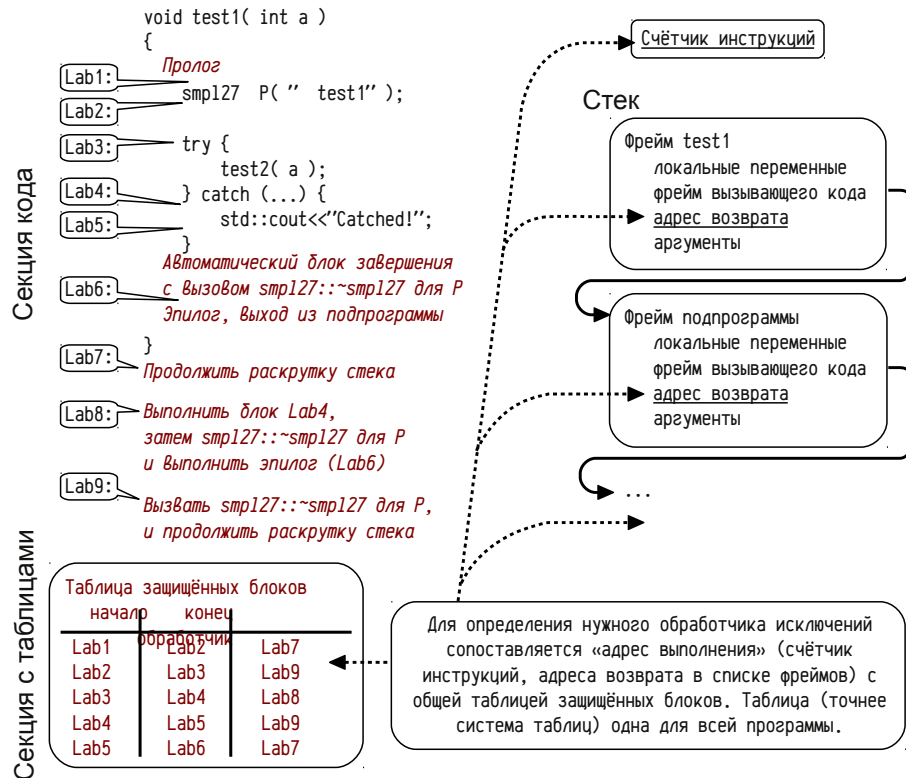 void test1( int a )
{
Пролог
Lab1:
smpl27 P( " test1" );
Lab2:
Lab3:
try {
test2( a );
Lab4:
} catch (...) {
Lab5:
std::cout<<"Catched!";
}
Автоматический блок завершения
с вызовом smpl27::~smpl27 для P
Lab6:
Эпилог, выход из подпрограммы
}
Lab7:
Продолжить раскрутку стека
Lab8:
Выполнить блок Lab4,
затем smpl27::~smpl27 для P
и выполнить эпилог (Lab6)
Lab9:
Вызвать smpl27::~smpl27 для P,
и продолжить раскрутку стека
Секция кода
Счётчик инструкций
Стек
Фрейм test1
локальные переменные
фрейм вызывающего кода
адрес возврата
аргументы
Фрейм подпрограммы
локальные переменные
фрейм вызывающего кода
адрес возврата
аргументы
...
Секция с таблицами
Таблица защищённых блоков
начало конец
обработчик
Lab1 Lab2 Lab7
Lab2 Lab3 Lab9
Lab3 Lab4 Lab8
Lab4 Lab5 Lab9
Lab5 Lab6 Lab7
Для определения нужного обработчика исключений
сопоставляется «адрес выполнения» (счётчик
инструкций, адреса возврата в списке фреймов) с
общей таблицей защищённых блоков. Таблица (точнее
система таблиц) одна для всей программы.